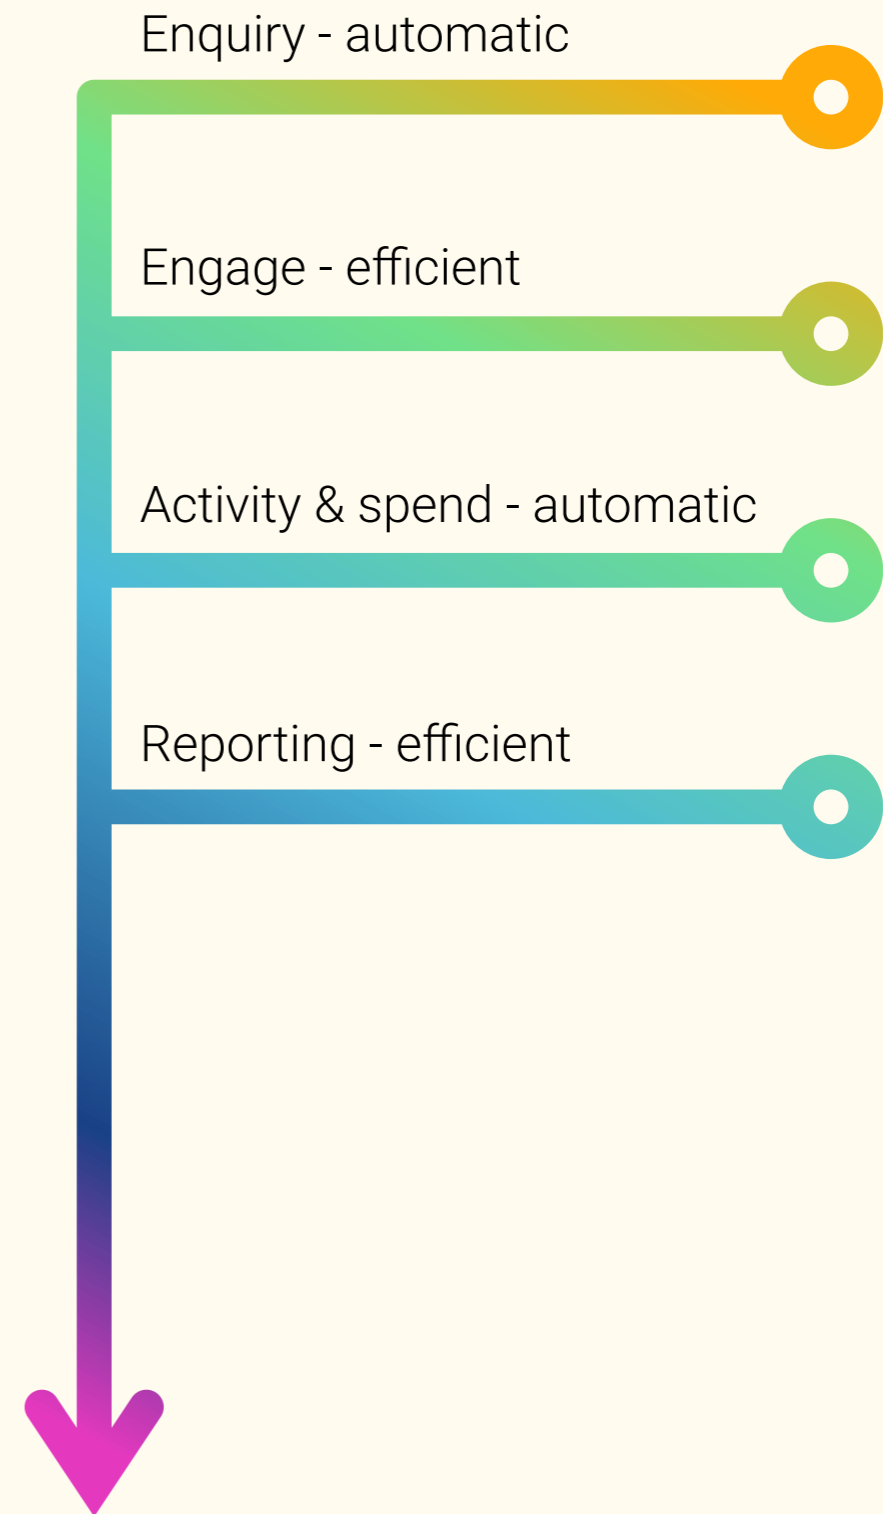 Enquiry - automatic
Engage - efficient
Activity & spend - automatic
Reporting - efficient